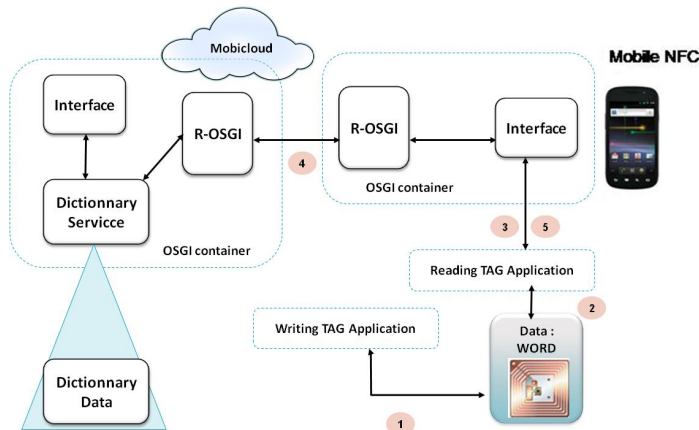 Mobicloud
Mobile NFC
Interface
R-OSGI
R-OSGI
Interface
4
Dictionnary
Servicce
OSGI container
OSGI container
3
5
Reading TAG Application
2
Writing TAG Application
Data :
WORD
Dictionnary
Data
1